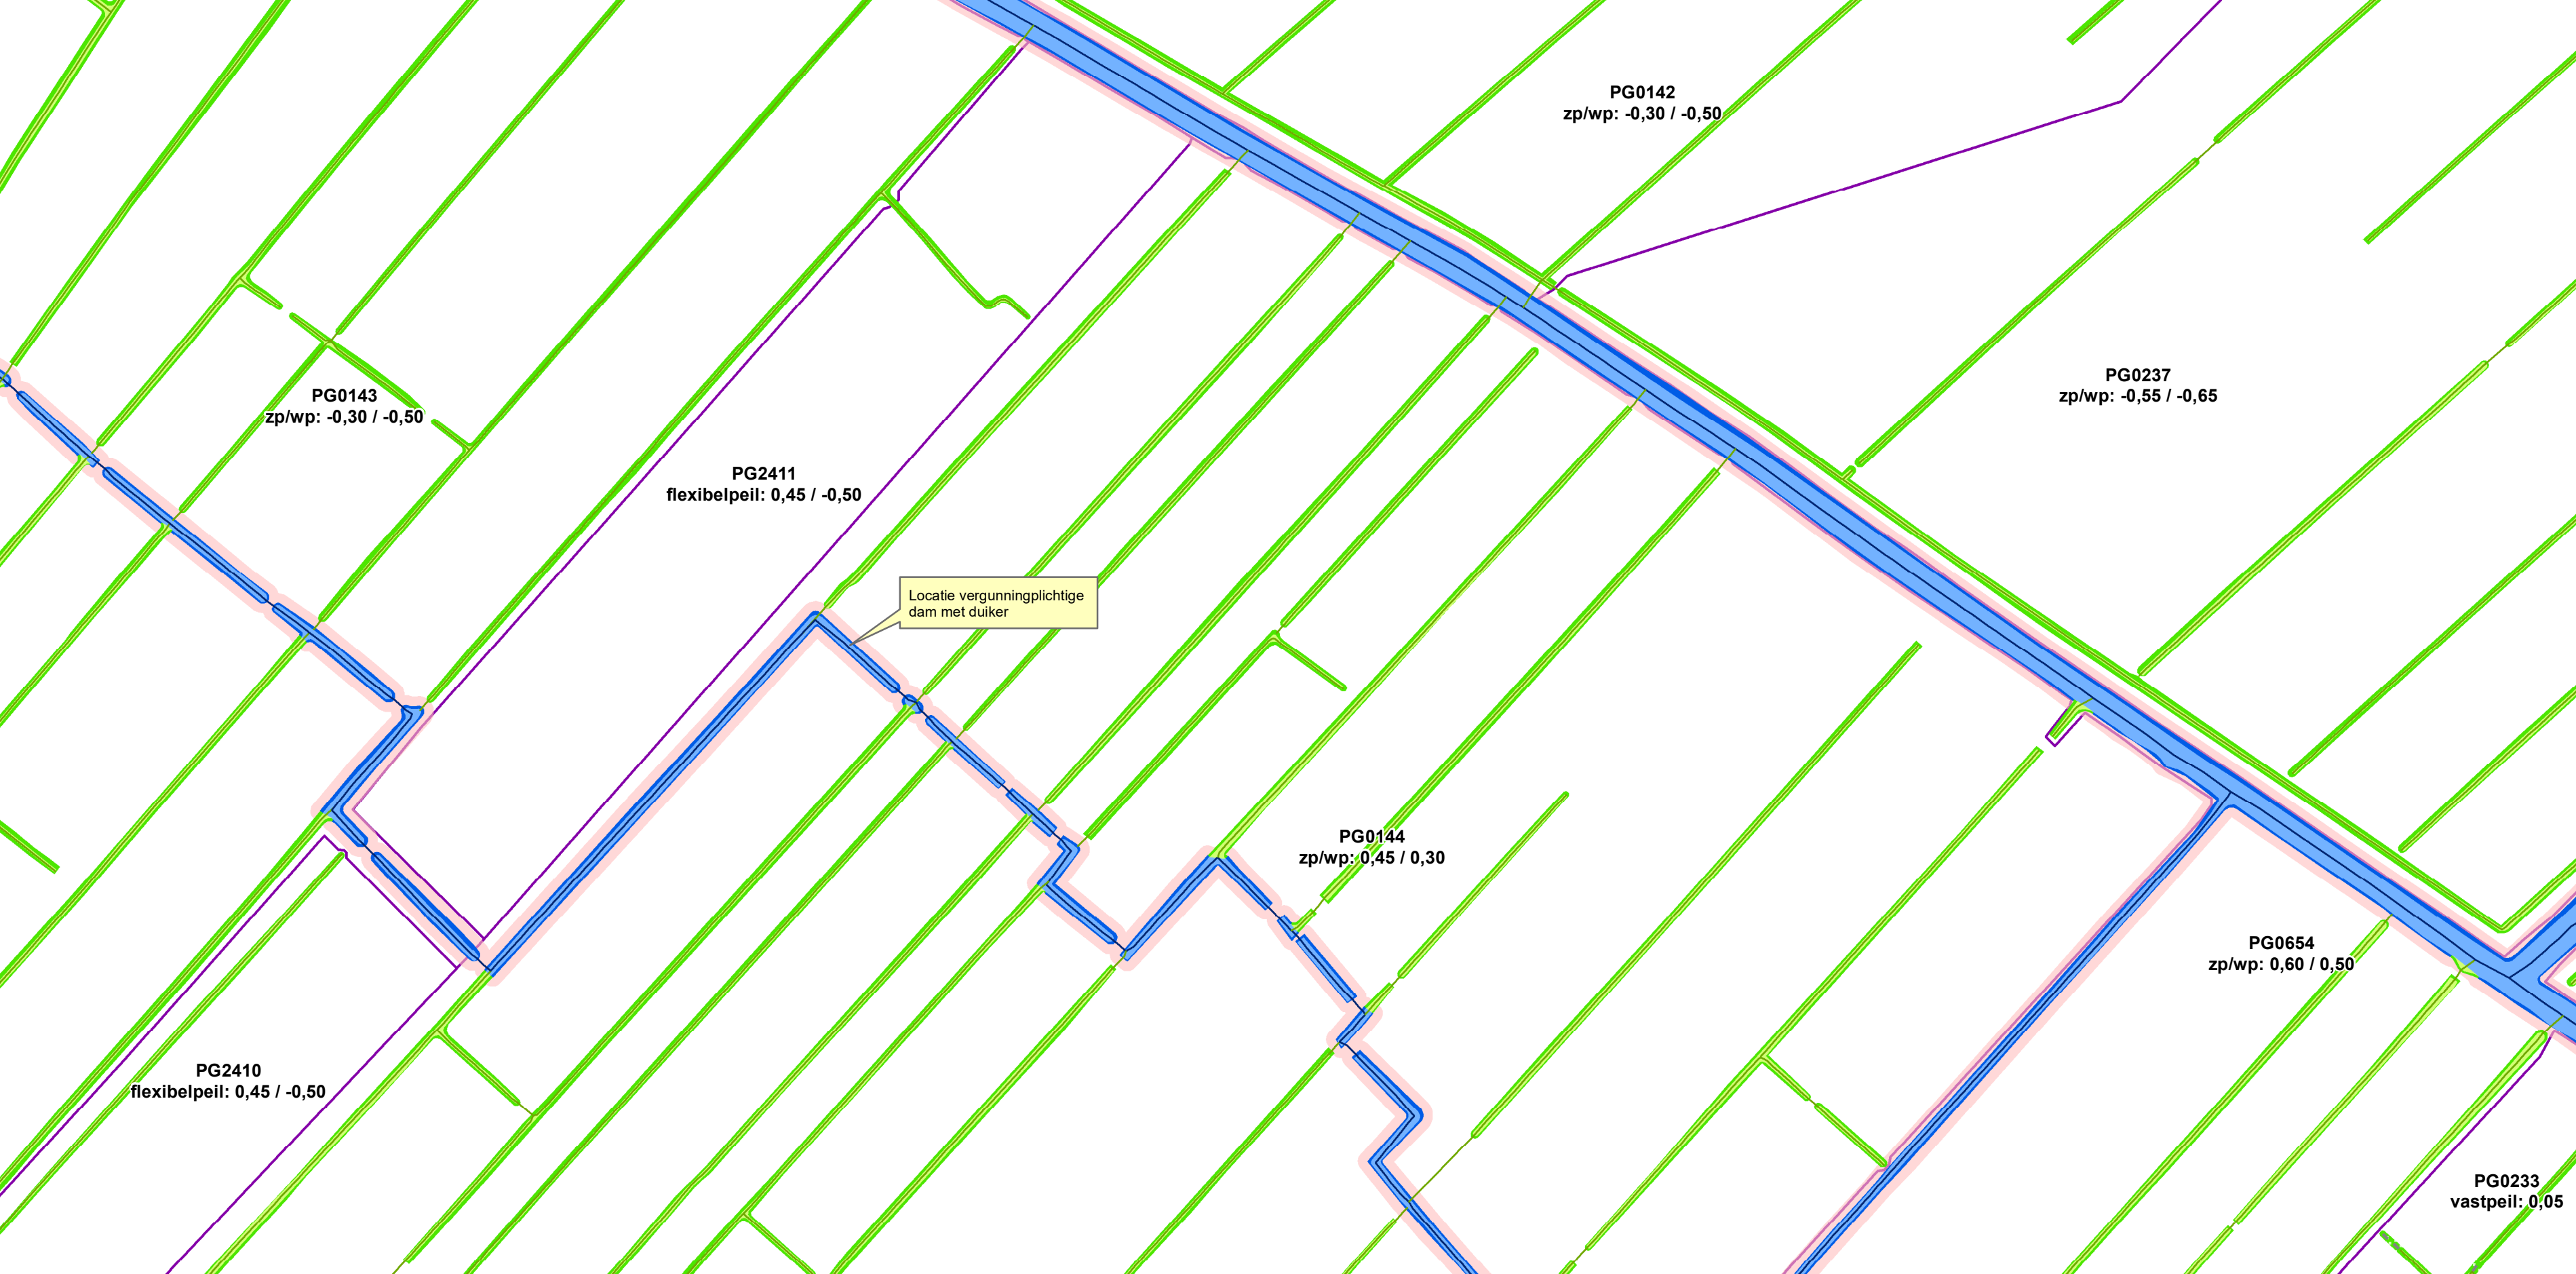 PG0142
zp/wp: -0,30 / -0,50
PG0237
zp/wp: -0,55 / -0,65
PG0143
zp/wp: -0,30 / -0,50
PG2411
flexibelpeil: 0,45 / -0,50
Locatie vergunningplichtige
dam met duiker
PG0144
zp/wp: 0,45 / 0,30
PG0654
zp/wp: 0,60 / 0,50
PG2410
flexibelpeil: 0,45 / -0,50
PG0233
vastpeil: 0,05